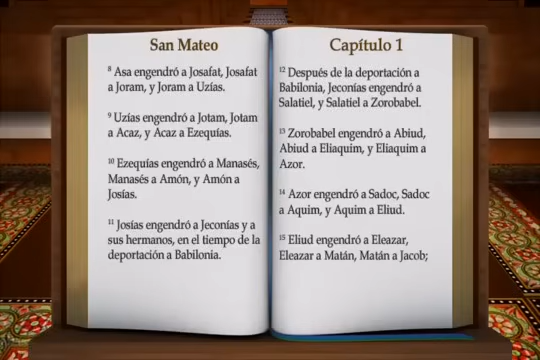 San Mateo
⁸ Asa engendró a Josafat, Josafat
a Joram, y Joram a Uzías.
⁹ Uzías engendró a Jotam, Jotam
a Acaz, y Acaz a Ezequías.
¹⁰ Ezequías engendró a Manasés,
Manasés a Amón, y Amón a
Josías.
¹¹ Josías engendró a Jeconías y a
sus hermanos, en el tiempo de la
deportación a Babilonia.
Capítulo 1
¹² Después de la deportación a
Babilonia, Jeconías engendró a
Salatiel, y Salatiel a Zorobabel.
¹³ Zorobabel engendró a Abiud,
Abiud a Eliaquim, y Eliaquim a
Azor.
¹⁴ Azor engendró a Sadoc, Sadoc
a Aquim, y Aquim a Eliud.
¹⁵ Eliud engendró a Eleazar,
Eleazar a Matán, Matán a Jacob;